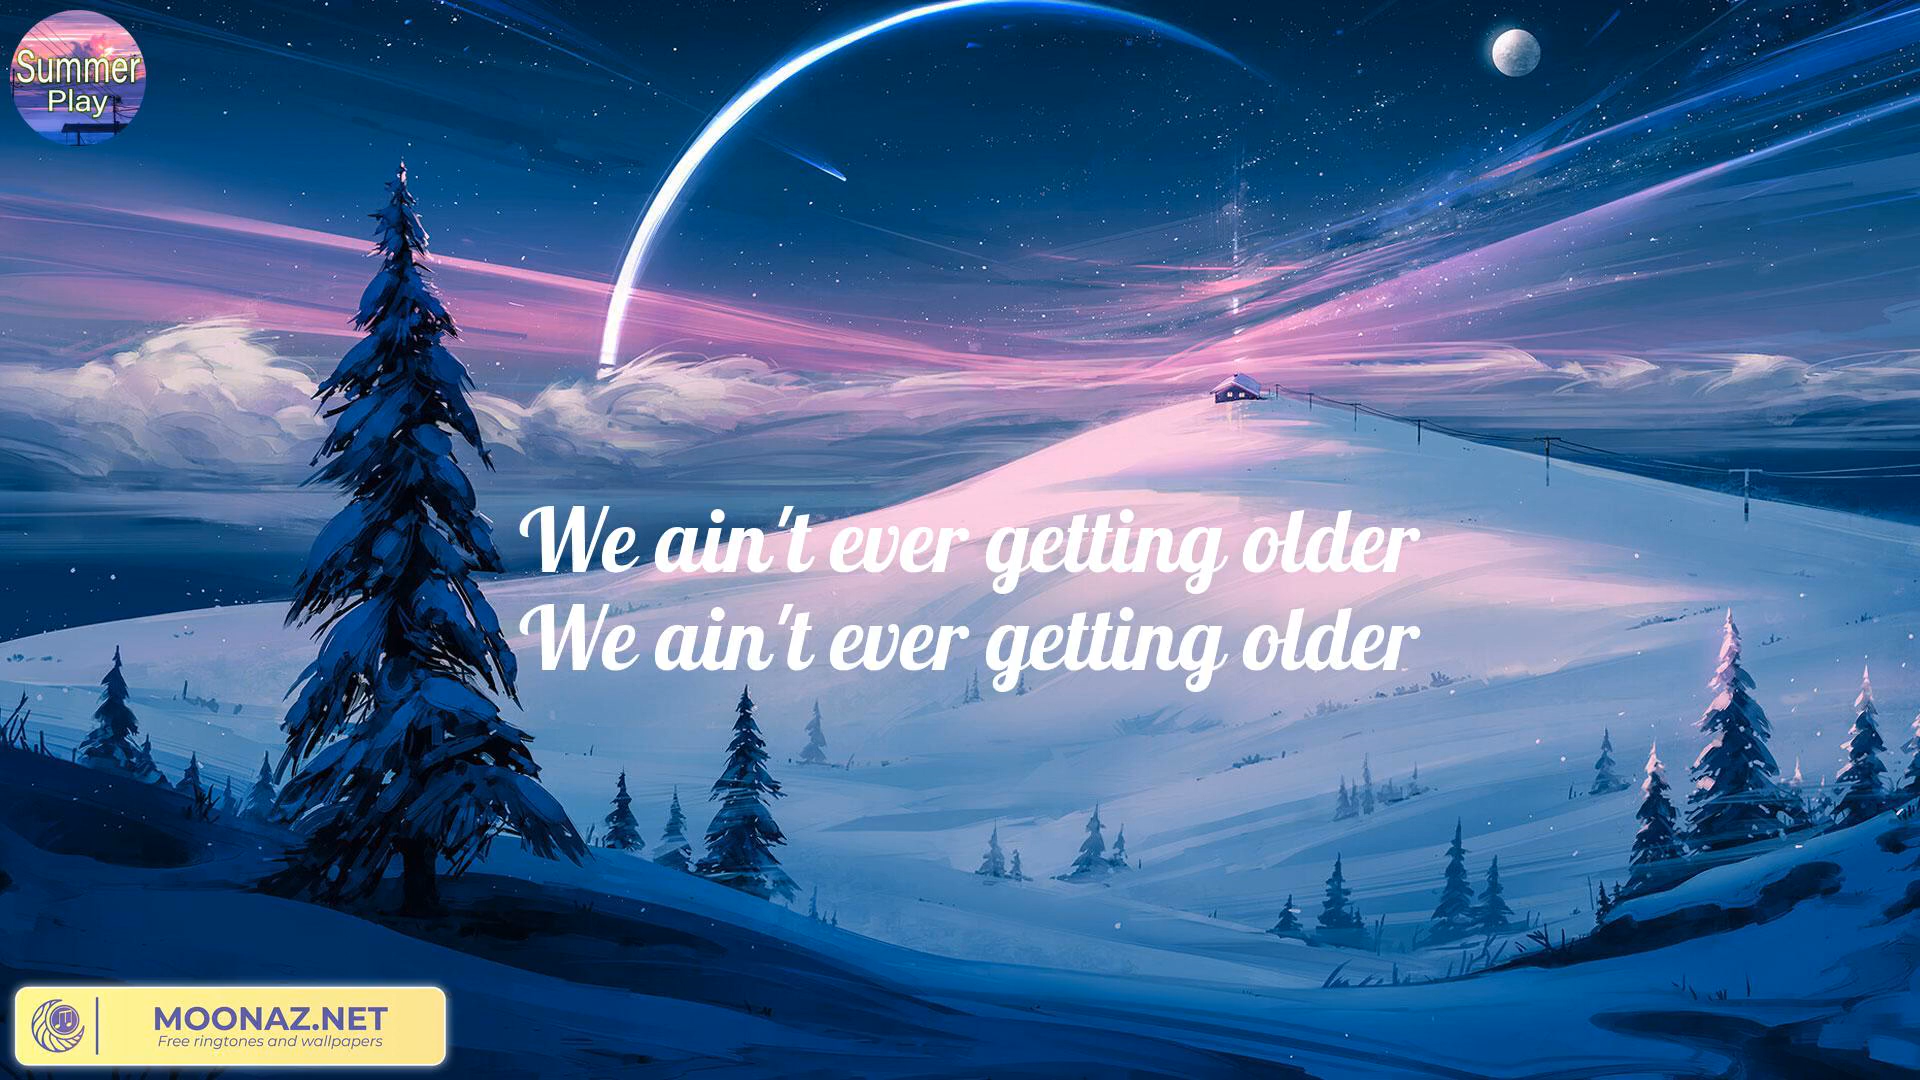 Summer
Play
We ain't ever getting older
We ain't ever getting older
MOONAZ.NET
Free ringtones and wallpapers